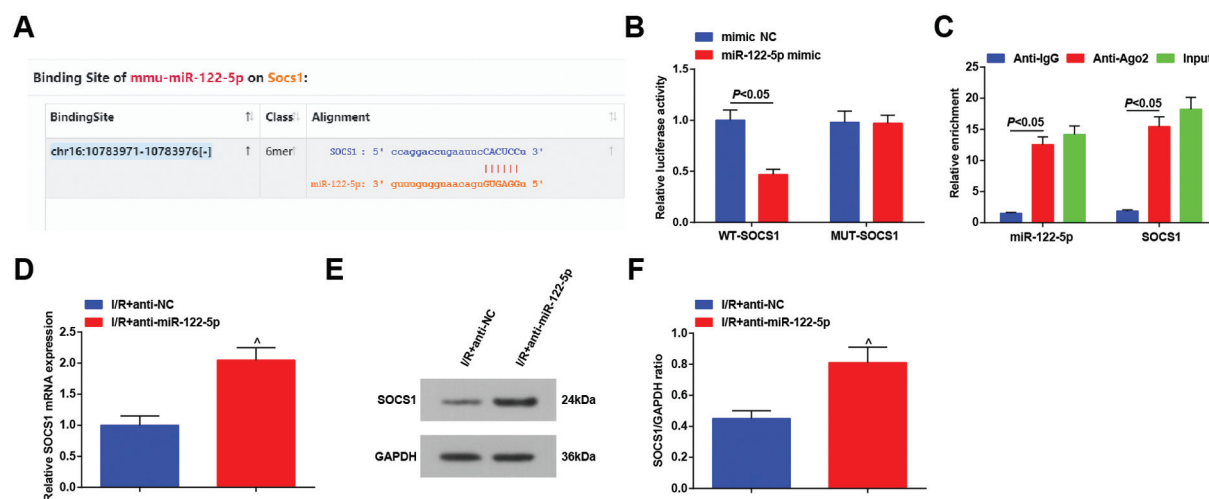 A
Binding Site of mmu-miR-122-5p on Socs1:
BindingSite Class Alignment
chr16:10783971-10783976[-] 6mer SOCS1 : 5' ccaggaccugaauucCACUCCu 3'
miR-122-5p: 3' guuugugguaacaguGUGAGGu 5'
B
mimic NC
miR-122-5p mimic
Relative luciferase activity
1.5
1.0
0.5
0.0
P<0.05
WT-SOCS1 MUT-SOCS1
C
Anti-IgG Anti-Ago2 Input
Relative enrichment
25
20
15
10
5
0
P<0.05 P<0.05
miR-122-5p SOCS1
D
I/R+anti-NC
I/R+anti-miR-122-5p
Relative SOCS1 mRNA expression
2.5
2.0
1.5
1.0
0.5
0.0
^
E
I/R+anti-NC
I/R+anti-miR-122-5p
SOCS1 24kDa
GAPDH 36kDa
F
I/R+anti-NC
I/R+anti-miR-122-5p
SOCS1/GAPDH ratio
1.0
0.8
0.6
0.4
0.2
0.0
^